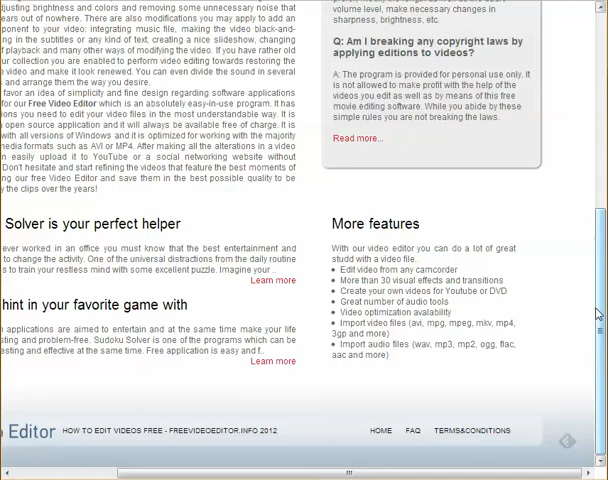 djusting brightness and colors and removing some unnecessary noise that
ears out of nowhere. There are also modifications you may apply to add an
ponent to your video: integrating music file, making the video black-and-
ing in the subtitles or any kind of text, creating a nice slideshow, changing
f playback and many other ways of modifying the video. If you have rather old
ur collection you are enabled to perform video editing towards restoring the
e video and make it look renewed. You can even divide the sound in several
s and arrange them the way you desire.
favor an idea of simplicity and fine design regarding software applications
for our Free Video Editor which is an absolutely easy-in-use program. It has
ons you need to edit your video files in the most understandable way. It is
n open source application and it will always be available free of charge. It is
with all versions of Windows and it is optimized for working with the majority
media formats such as AVI or MP4. After making all the alterations in a video
n easily upload it to YouTube or a social networking website without
Don't hesitate and start refining the videos that feature the best moments of
ng our free Video Editor and save them in the best possible quality to be
y the clips over the years!
volume level, make necessary changes in
sharpness, brightness, etc.
Q: Am I breaking any copyright laws by
applying editions to videos?
A: The program is provided for personal use only. It
is not allowed to make profit with the help of the
videos you edit as well as by means of this free
movie editing software. While you abide by these
simple rules you are not breaking the laws.
Read more...
Solver is your perfect helper
ever worked in an office you must know that the best entertainment and
to change the activity. One of the universal distractions from the daily routine
s to train your restless mind with some excellent puzzle. Imagine your ..
Learn more
hint in your favorite game with
n applications are aimed to entertain and at the same time make your life
sting and problem-free. Sudoku Solver is one of the programs which can be
esting and effective at the same time. Free application is easy and f..
Learn more
More features
With our video editor you can do a lot of great
studd with a video file.
Edit video from any camcorder
More than 30 visual effects and transitions
Create your own videos for Youtube or DVD
Great number of audio tools
Video optimization avalability
Import video files (avi, mpg, mpeg, mkv, mp4,
3gp and more)
Import audio files (wav, mp3, mp2, ogg, flac,
aac and more)
o Editor HOW TO EDIT VIDEOS FREE - FREEVIDEOEDITOR.INFO 2012 HOME FAQ TERMS&CONDITIONS